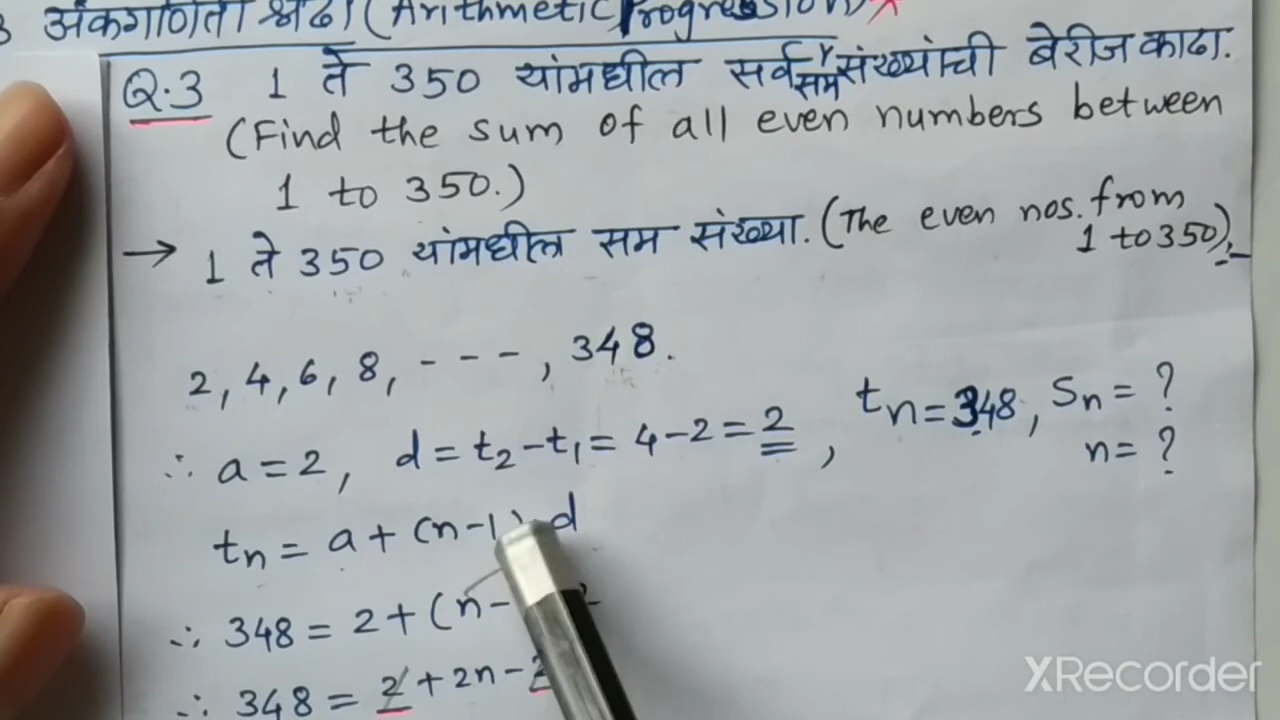 अंकगणिती श्रेढी (Arithmetic Progression)
Q.3 1 ते 350 यांमधील सर्व सम संख्यांची बेरीज काढा.
(Find the sum of all even numbers between
1 to 350.)
→ 1 ते 350 यांमधील सम संख्या. (The even nos. from
1 to 350):-
2, 4, 6, 8, - - - , 348.
∴ a = 2, d = t₂ - t₁ = 4 - 2 = 2, tn = 348, Sn = ?
n = ?
tn = a + (n - 1) d
∴ 348 = 2 + (n -
∴ 348 = 2 + 2n -
XRecorder